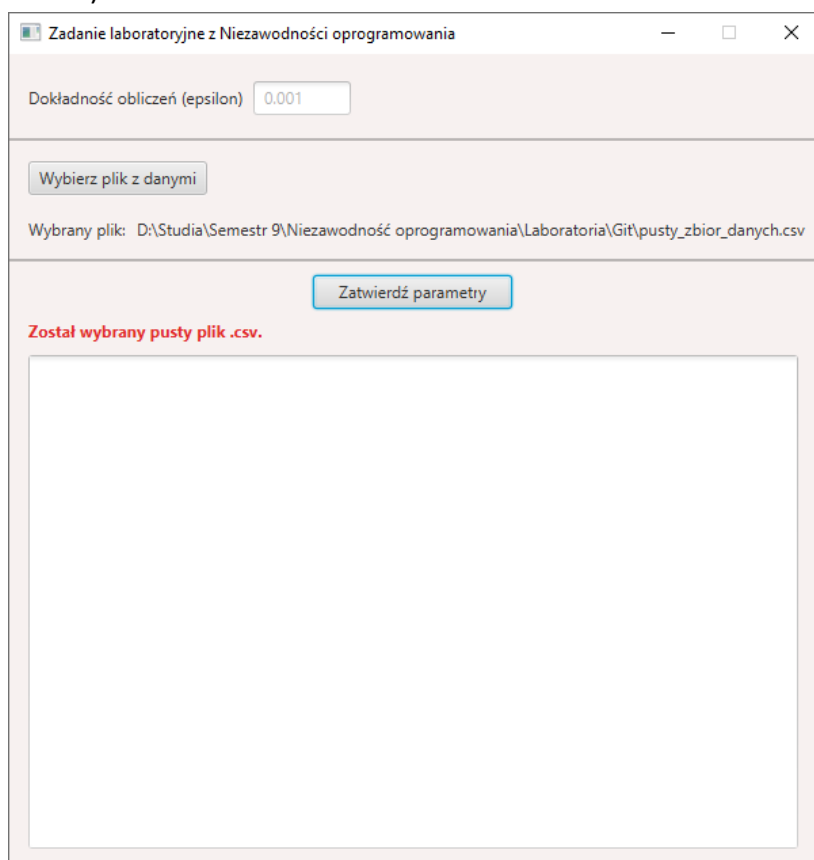 Zadanie laboratoryjne z Niezawodności oprogramowania
Dokładność obliczeń (epsilon) 0.001
Wybierz plik z danymi
Wybrany plik: D:\Studia\Semestr 9\Niezawodność oprogramowania\Laboratoria\Git\pusty_zbior_danych.csv
Zatwierdź parametry
Został wybrany pusty plik .csv.